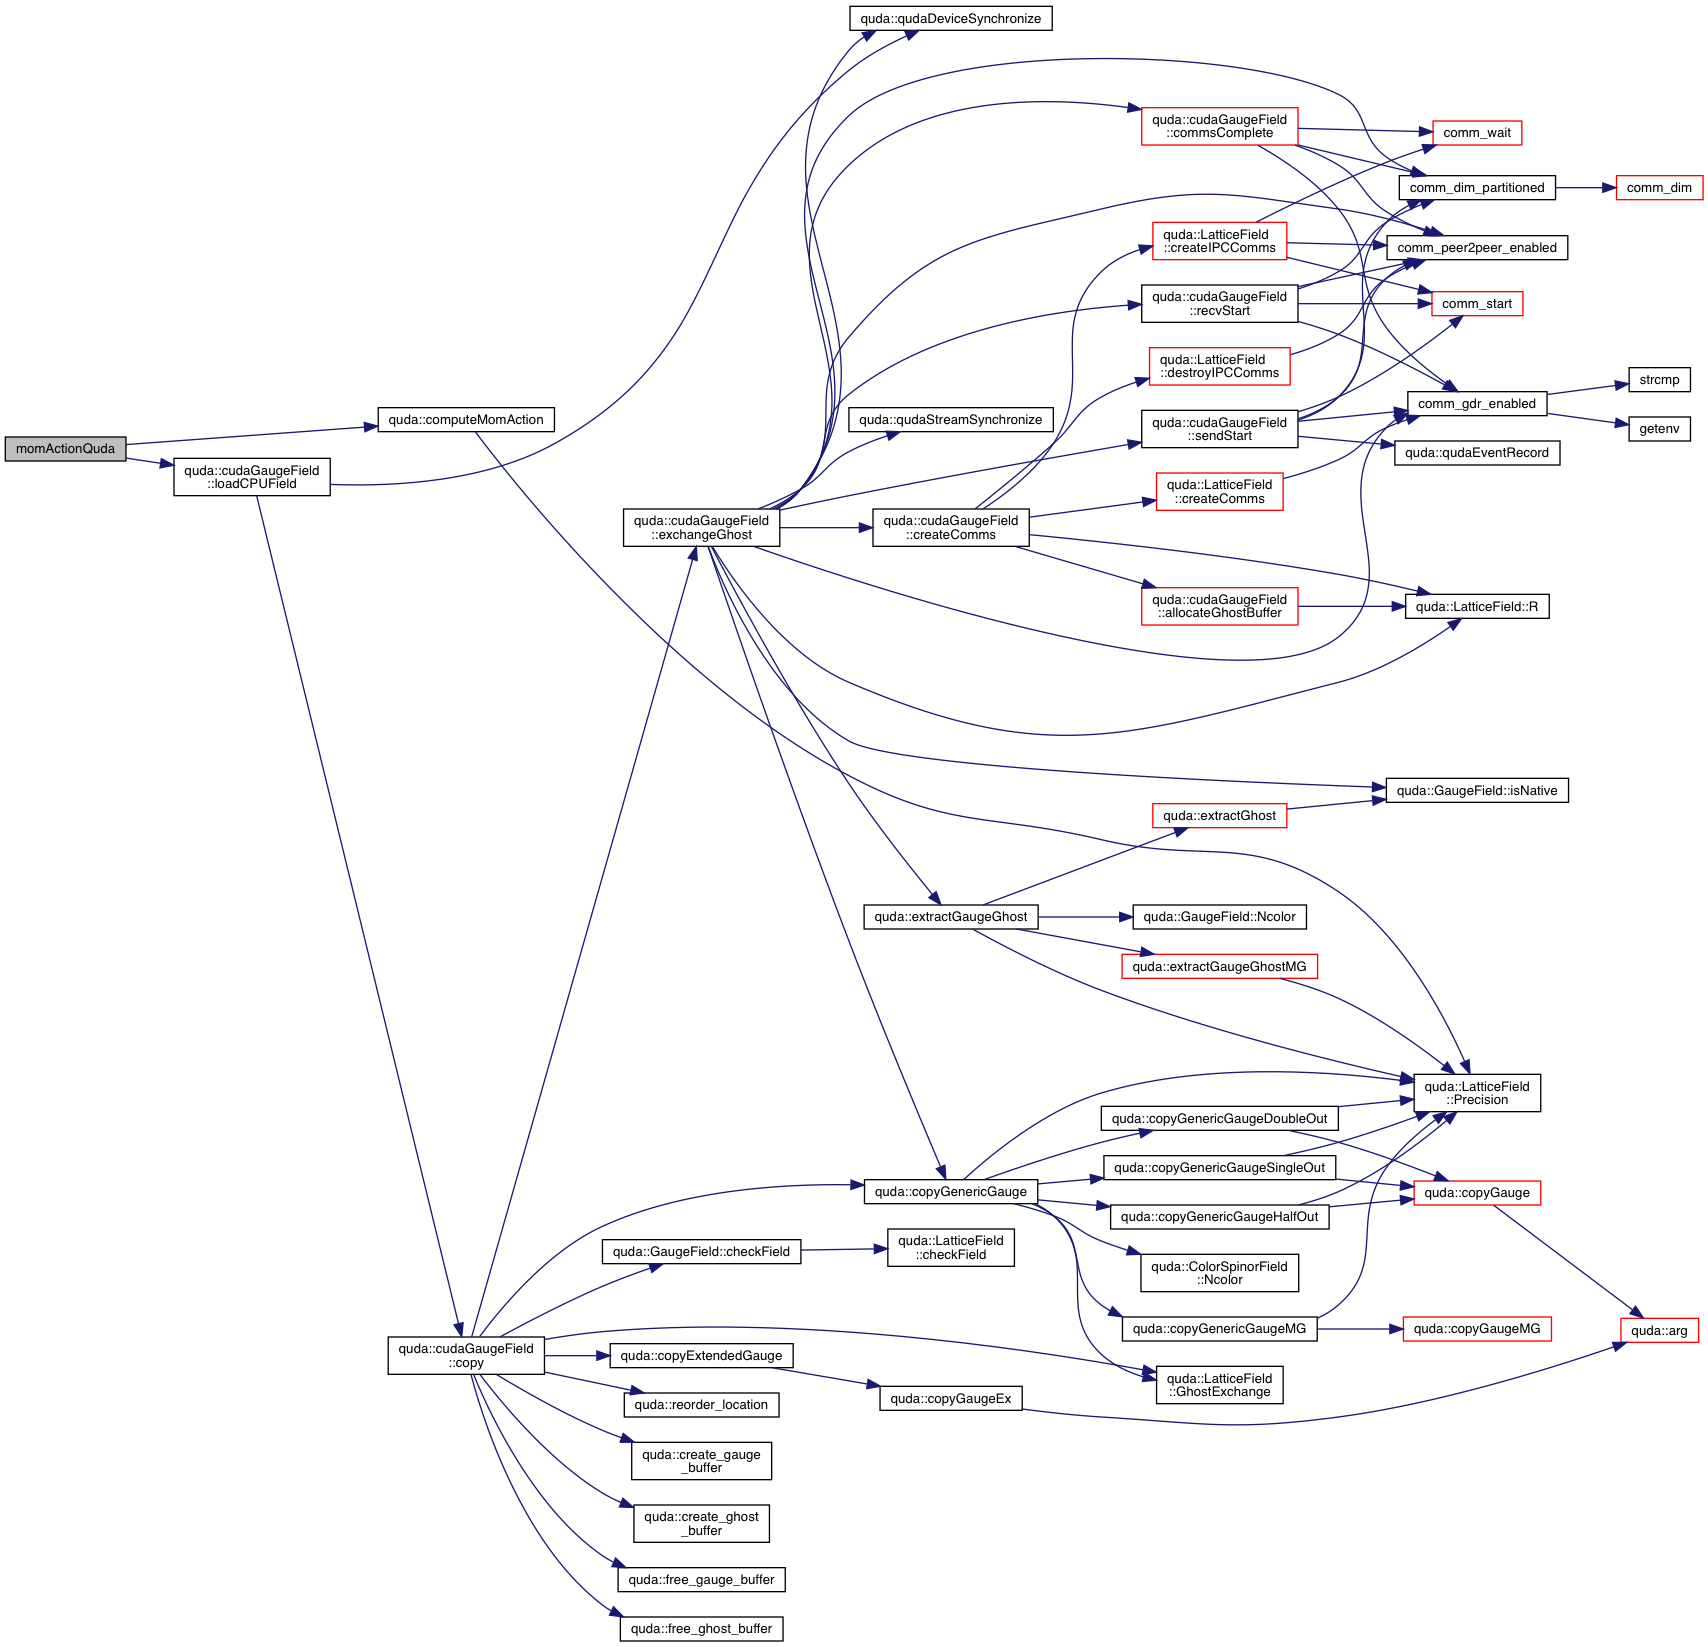 momActionQuda
quda::computeMomAction
quda::cudaGaugeField
::loadCPUField
quda::qudaDeviceSynchronize
quda::cudaGaugeField
::exchangeGhost
quda::qudaStreamSynchronize
quda::cudaGaugeField
::createComms
quda::cudaGaugeField
::commsComplete
quda::LatticeField
::createIPCComms
quda::cudaGaugeField
::recvStart
quda::LatticeField
::destroyIPCComms
quda::cudaGaugeField
::sendStart
quda::LatticeField
::createComms
quda::cudaGaugeField
::allocateGhostBuffer
comm_wait
comm_dim_partitioned
comm_dim
comm_peer2peer_enabled
comm_start
comm_gdr_enabled
strcmp
getenv
quda::qudaEventRecord
quda::LatticeField::R
quda::GaugeField::isNative
quda::extractGhost
quda::extractGaugeGhost
quda::GaugeField::Ncolor
quda::extractGaugeGhostMG
quda::LatticeField
::Precision
quda::copyGenericGauge
quda::copyGenericGaugeDoubleOut
quda::copyGenericGaugeSingleOut
quda::copyGenericGaugeHalfOut
quda::copyGauge
quda::ColorSpinorField
::Ncolor
quda::copyGenericGaugeMG
quda::copyGaugeMG
quda::arg
quda::LatticeField
::GhostExchange
quda::GaugeField::checkField
quda::LatticeField
::checkField
quda::cudaGaugeField
::copy
quda::copyExtendedGauge
quda::copyGaugeEx
quda::reorder_location
quda::create_gauge
_buffer
quda::create_ghost
_buffer
quda::free_gauge_buffer
quda::free_ghost_buffer